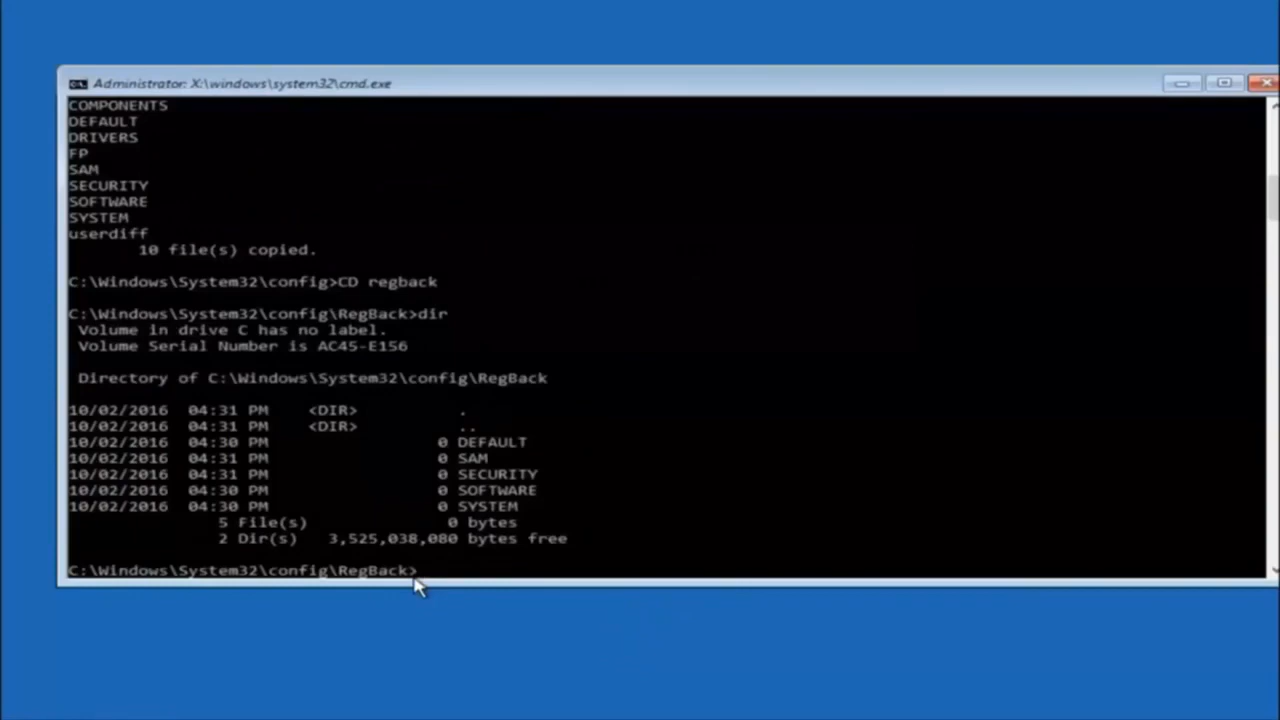 Administrator: X:\windows\system32\cmd.exe
COMPONENTS
DEFAULT
DRIVERS
FP
SAM
SECURITY
SOFTWARE
SYSTEM
userdiff
10 file(s) copied.
C:\Windows\System32\config>CD regback
C:\Windows\System32\config\RegBack>dir
Volume in drive C has no label.
Volume Serial Number is AC45-E156
Directory of C:\Windows\System32\config\RegBack
10/02/2016 04:31 PM <DIR> .
10/02/2016 04:31 PM <DIR> ..
10/02/2016 04:30 PM 0 DEFAULT
10/02/2016 04:31 PM 0 SAM
10/02/2016 04:31 PM 0 SECURITY
10/02/2016 04:30 PM 0 SOFTWARE
10/02/2016 04:30 PM 0 SYSTEM
5 File(s) 0 bytes
2 Dir(s) 3,525,038,080 bytes free
C:\Windows\System32\config\RegBack>